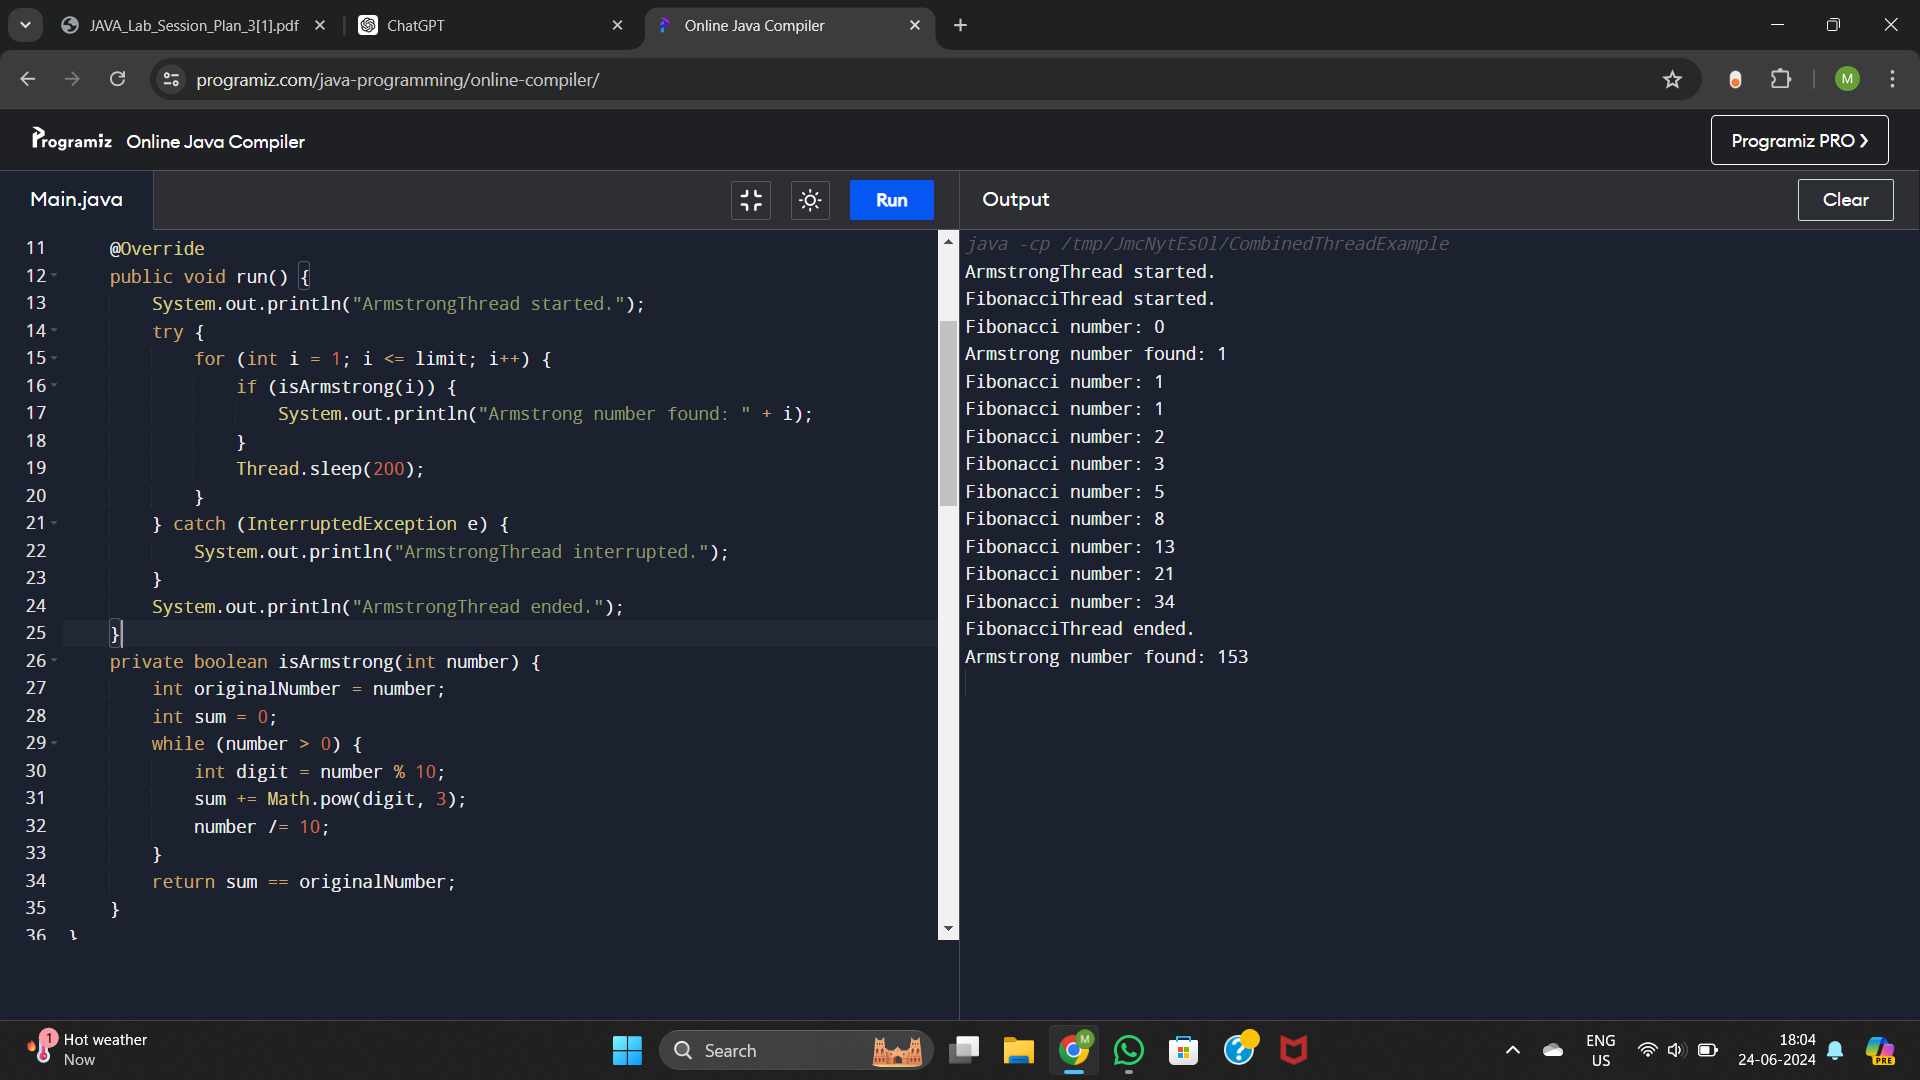 JAVA_Lab_Session_Plan_3[1].pdf
ChatGPT
Online Java Compiler
programiz.com/java-programming/online-compiler/
M
Programiz Online Java Compiler
Programiz PRO
Main.java
Run
Output
Clear
11 @Override
12 public void run() {
13 System.out.println("ArmstrongThread started.");
14 try {
15 for (int i = 1; i <= limit; i++) {
16 if (isArmstrong(i)) {
17 System.out.println("Armstrong number found: " + i);
18 }
19 Thread.sleep(200);
20 }
21 } catch (InterruptedException e) {
22 System.out.println("ArmstrongThread interrupted.");
23 }
24 System.out.println("ArmstrongThread ended.");
25 }
26 private boolean isArmstrong(int number) {
27 int originalNumber = number;
28 int sum = 0;
29 while (number > 0) {
30 int digit = number % 10;
31 sum += Math.pow(digit, 3);
32 number /= 10;
33 }
34 return sum == originalNumber;
35 }
36 }
java -cp /tmp/JmcNytEsOl/CombinedThreadExample
ArmstrongThread started.
FibonacciThread started.
Fibonacci number: 0
Armstrong number found: 1
Fibonacci number: 1
Fibonacci number: 1
Fibonacci number: 2
Fibonacci number: 3
Fibonacci number: 5
Fibonacci number: 8
Fibonacci number: 13
Fibonacci number: 21
Fibonacci number: 34
FibonacciThread ended.
Armstrong number found: 153
1
Hot weather
Now
Search
M
ENG
US
18:04
24-06-2024
PRE